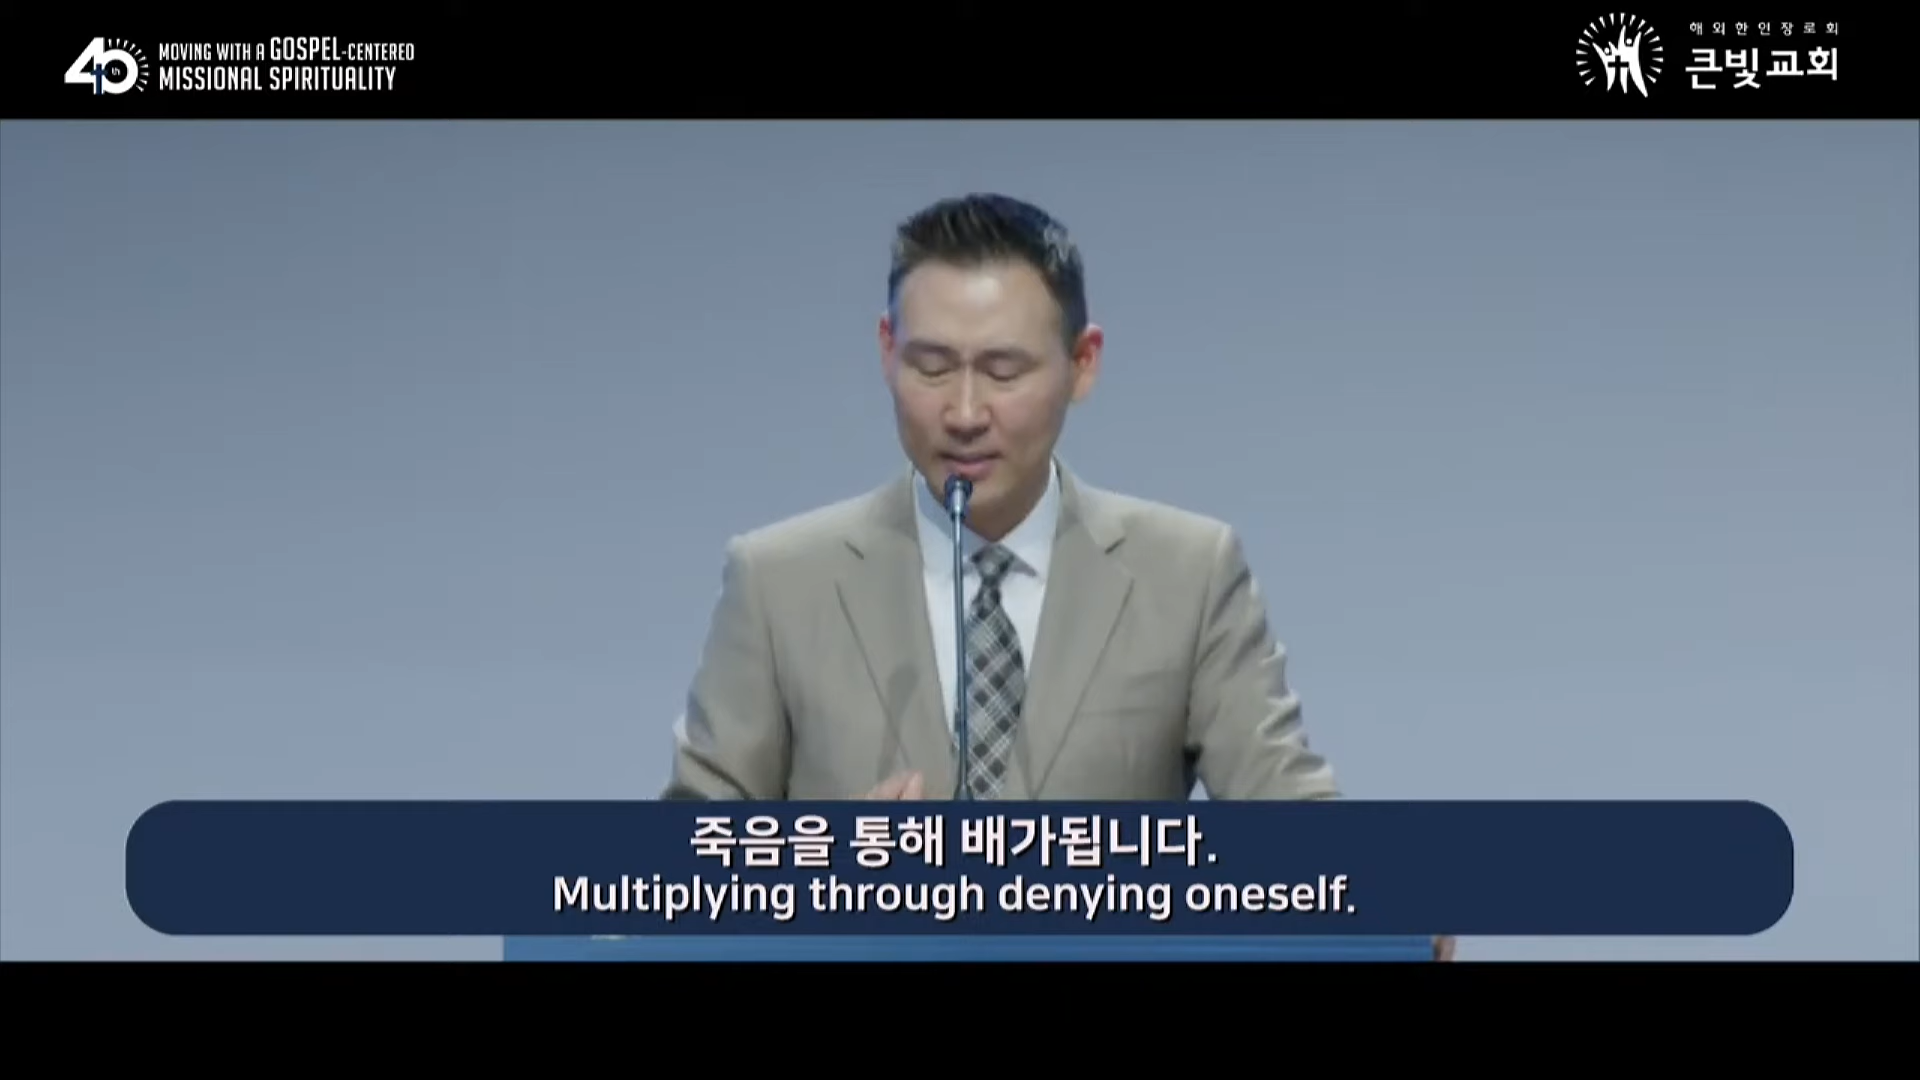 40th
MOVING WITH A GOSPEL-CENTERED
MISSIONAL SPIRITUALITY
해외한인장로회
큰빛교회
죽음을 통해 배가됩니다.
Multiplying through denying oneself.